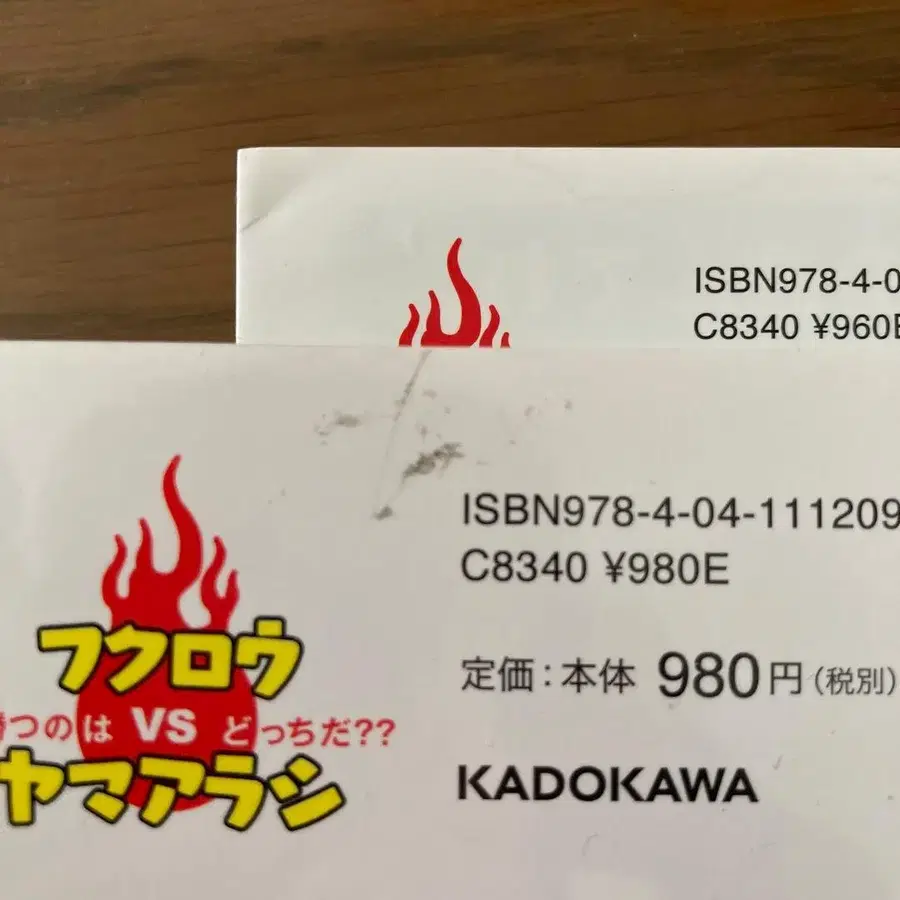 ISBN978-4-0
C8340 ¥960E
ISBN978-4-04-111209
C8340 ¥980E
フクロウ
勝つのは VS どっちだ??
ヤマアラシ
定価:本体 980円(税別)
KADOKAWA